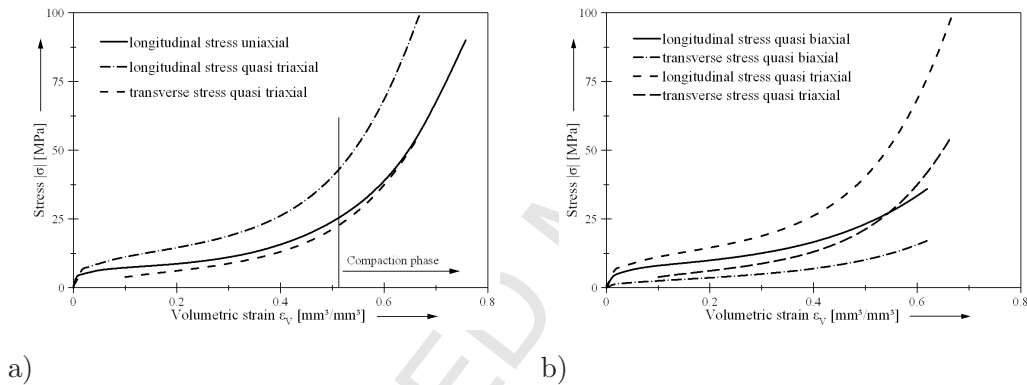 100
75
50
25
0
0
0.2
0.4
0.6
0.8
Stress |σ| [MPa]
Volumetric strain ε_V [mm³/mm³]
longitudinal stress uniaxial
longitudinal stress quasi triaxial
transverse stress quasi triaxial
Compaction phase
a)
100
75
50
25
0
0
0.2
0.4
0.6
0.8
Stress |σ| [MPa]
Volumetric strain ε_V [mm³/mm³]
longitudinal stress quasi biaxial
transverse stress quasi biaxial
longitudinal stress quasi triaxial
transverse stress quasi triaxial
b)